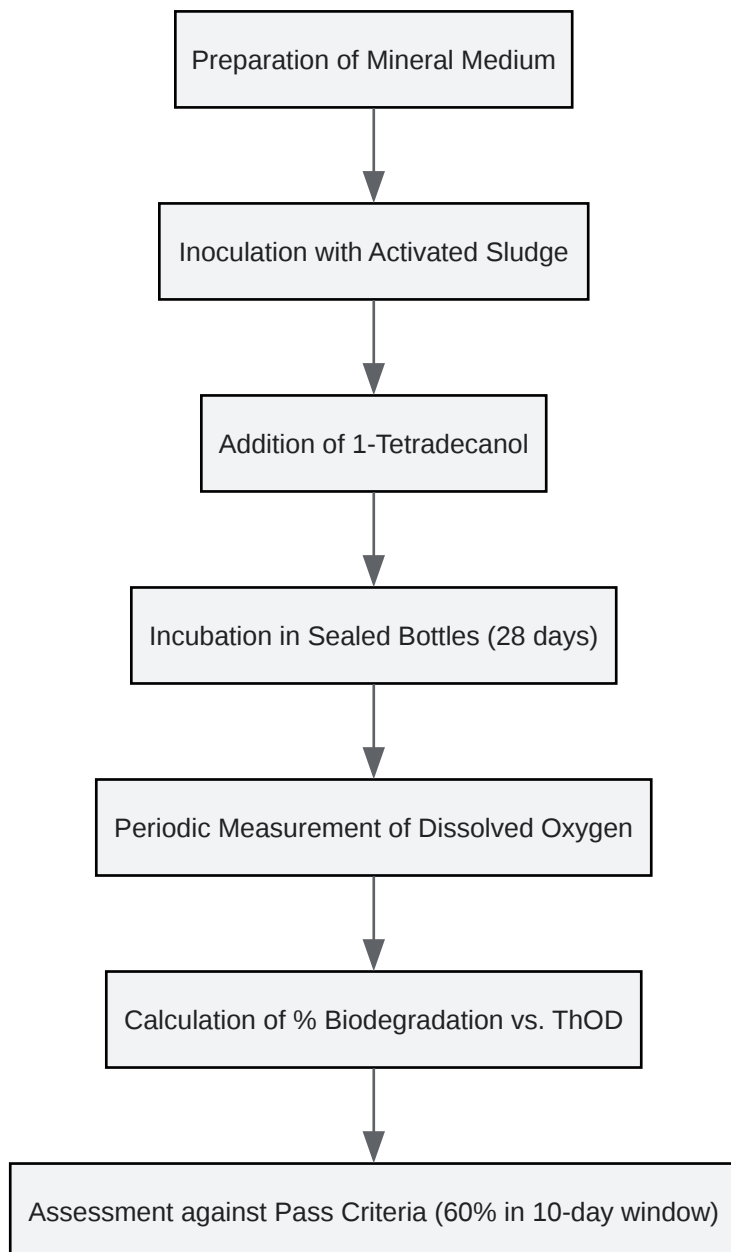 Preparation of Mineral Medium
Inoculation with Activated Sludge
Addition of 1-Tetradecanol
Incubation in Sealed Bottles (28 days)
Periodic Measurement of Dissolved Oxygen
Calculation of % Biodegradation vs. ThOD
Assessment against Pass Criteria (60% in 10-day window)